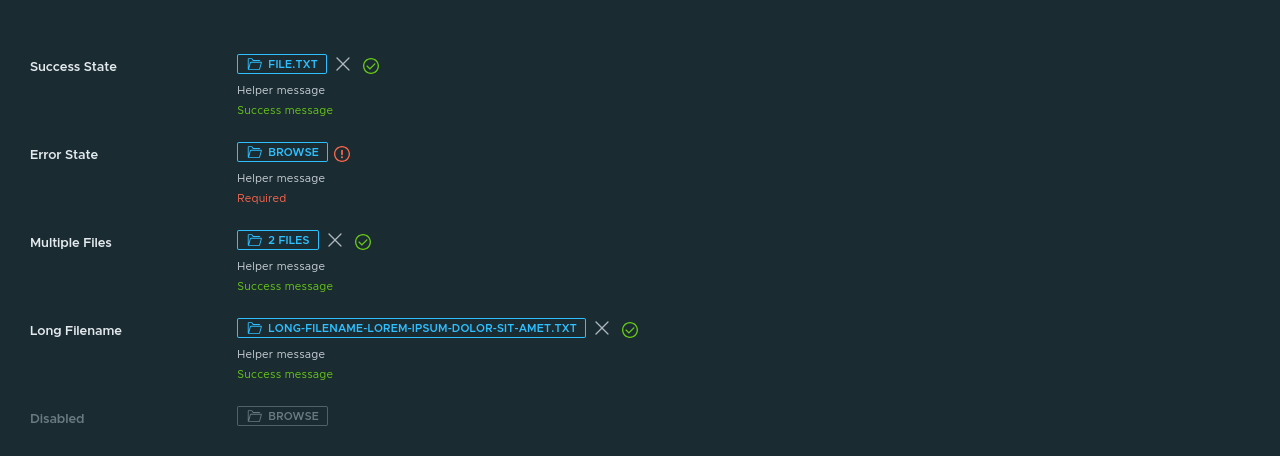 Success State
FILE.TXT
Helper message
Success message
Error State
BROWSE
Helper message
Required
Multiple Files
2 FILES
Helper message
Success message
Long Filename
LONG-FILENAME-LOREM-IPSUM-DOLOR-SIT-AMET.TXT
Helper message
Success message
Disabled
BROWSE